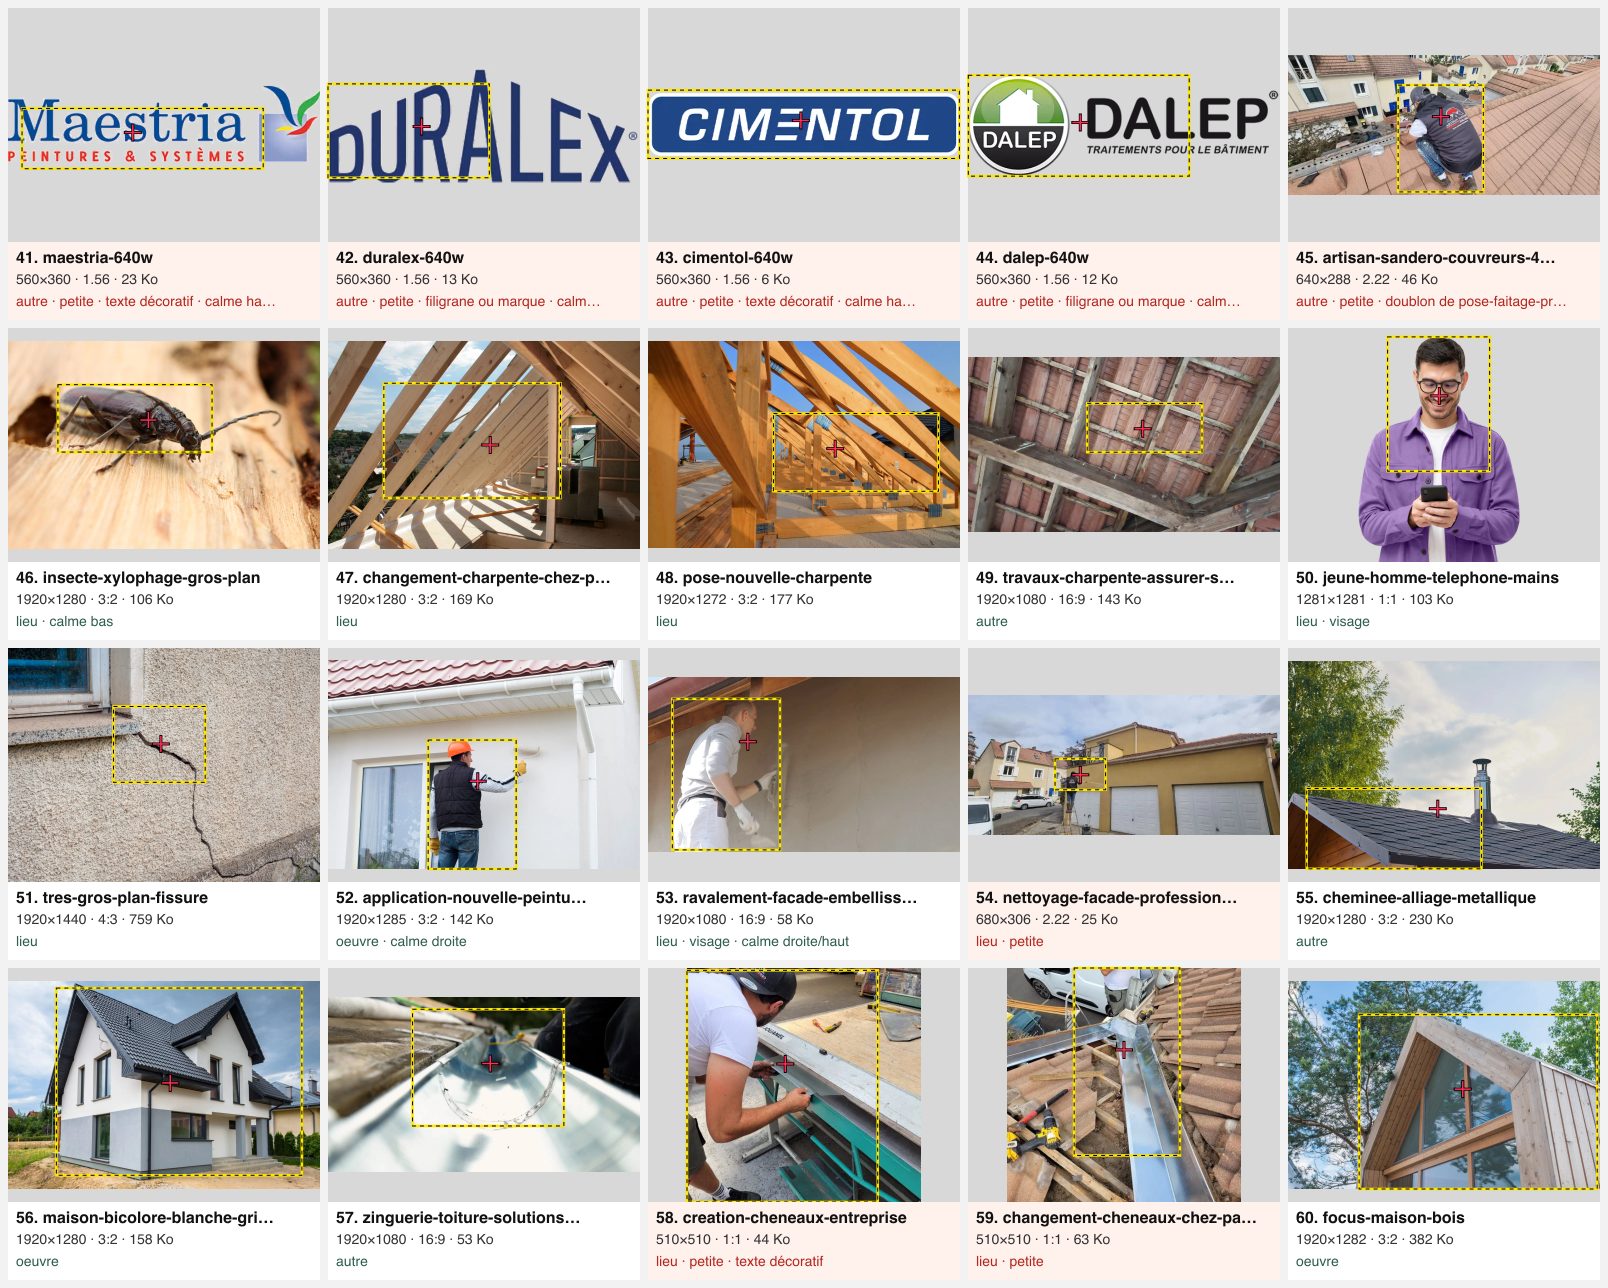 Maestria
PEINTURES & SYSTÈMES
DURALEX®
CIMENTOL
DALEP
DALEP®
TRAITEMENTS POUR LE BÂTIMENT
41. maestria-640w
560×360 · 1.56 · 23 Ko
autre · petite · texte décoratif · calme ha…
42. duralex-640w
560×360 · 1.56 · 13 Ko
autre · petite · filigrane ou marque · calm…
43. cimentol-640w
560×360 · 1.56 · 6 Ko
autre · petite · texte décoratif · calme ha…
44. dalep-640w
560×360 · 1.56 · 12 Ko
autre · petite · filigrane ou marque · calm…
45. artisan-sandero-couvreurs-4…
640×288 · 2.22 · 46 Ko
autre · petite · doublon de pose-faitage-pr…
46. insecte-xylophage-gros-plan
1920×1280 · 3:2 · 106 Ko
lieu · calme bas
47. changement-charpente-chez-p…
1920×1280 · 3:2 · 169 Ko
lieu
48. pose-nouvelle-charpente
1920×1272 · 3:2 · 177 Ko
lieu
49. travaux-charpente-assurer-s…
1920×1080 · 16:9 · 143 Ko
autre
50. jeune-homme-telephone-mains
1281×1281 · 1:1 · 103 Ko
lieu · visage
51. tres-gros-plan-fissure
1920×1440 · 4:3 · 759 Ko
lieu
52. application-nouvelle-peintu…
1920×1285 · 3:2 · 142 Ko
oeuvre · calme droite
53. ravalement-facade-embelliss…
1920×1080 · 16:9 · 58 Ko
lieu · visage · calme droite/haut
54. nettoyage-facade-profession…
680×306 · 2.22 · 25 Ko
lieu · petite
55. cheminee-alliage-metallique
1920×1280 · 3:2 · 230 Ko
autre
56. maison-bicolore-blanche-gri…
1920×1280 · 3:2 · 158 Ko
oeuvre
57. zinguerie-toiture-solutions…
1920×1080 · 16:9 · 53 Ko
autre
58. creation-cheneaux-entreprise
510×510 · 1:1 · 44 Ko
lieu · petite · texte décoratif
59. changement-cheneaux-chez-pa…
510×510 · 1:1 · 63 Ko
lieu · petite
60. focus-maison-bois
1920×1282 · 3:2 · 382 Ko
oeuvre